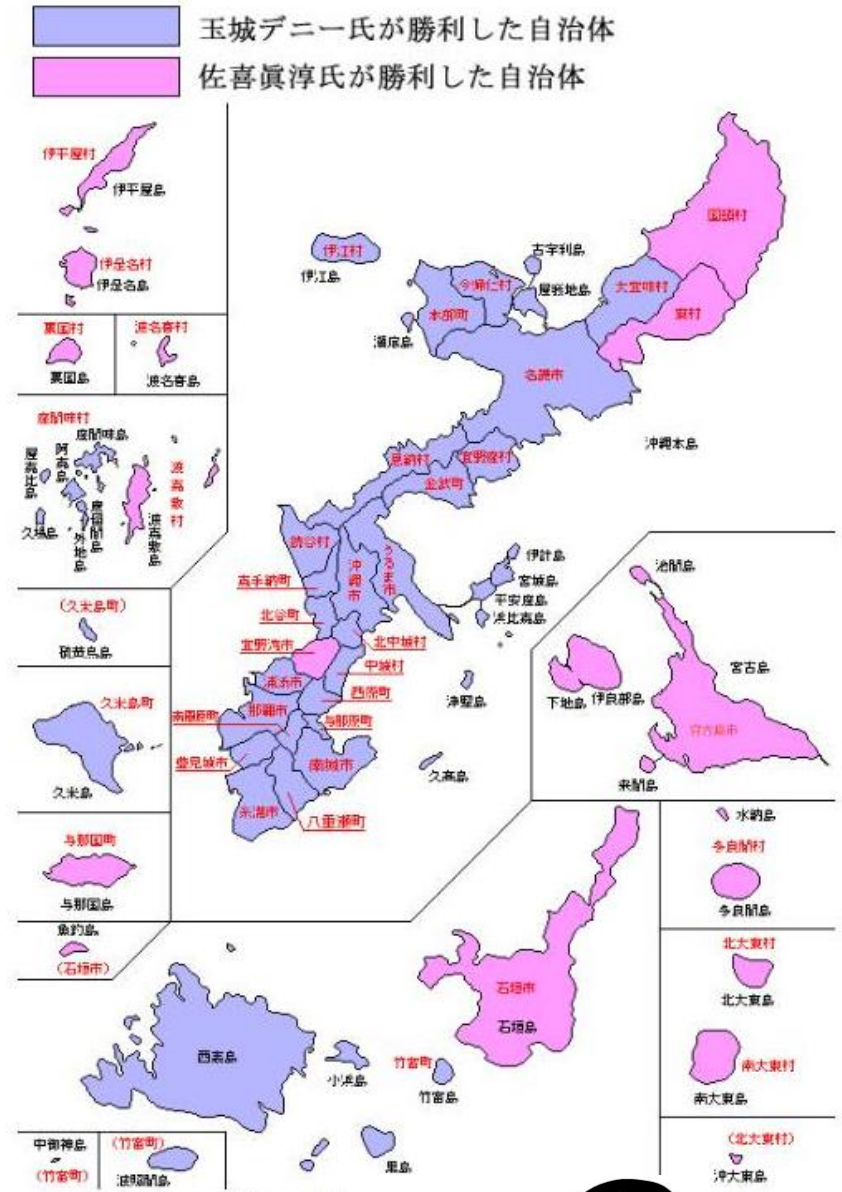 玉城デニー氏が勝利した自治体
佐喜眞淳氏が勝利した自治体
伊平屋村
伊平屋島
伊是名村
伊是名島
粟国村
粟国島
渡名喜村
渡名喜島
座間味村
座間味島
阿嘉島
屋嘉比島
久場島
外地島
座間島
渡嘉敷島
渡嘉敷村
(久米島町)
硫黄鳥島
久米島町
久米島
与那国町
与那国島
魚釣島
(石垣市)
伊江村
伊江島
古宇利島
今帰仁村
屋我地島
本部町
瀬底島
国頭村
大宜味村
東村
名護市
沖縄本島
恩納村
宜野座村
金武町
読谷村
沖縄市
うるま市
嘉手納町
北谷町
宜野湾市
北中城村
中城村
浦添市
西原町
那覇市
南風原町
与那原町
豊見城市
南城市
糸満市
八重瀬町
伊計島
宮城島
平安座島
浜比嘉島
津堅島
久高島
池間島
宮古島
下地島
伊良部島
宮古島市
来間島
水納島
多良間村
多良間島
北大東村
北大東島
南大東村
南大東島
(北大東村)
沖大東島
石垣市
石垣島
西表島
小浜島
竹富町
竹富島
黒島
中御神島
(竹富町)
(竹富町)
波照間島